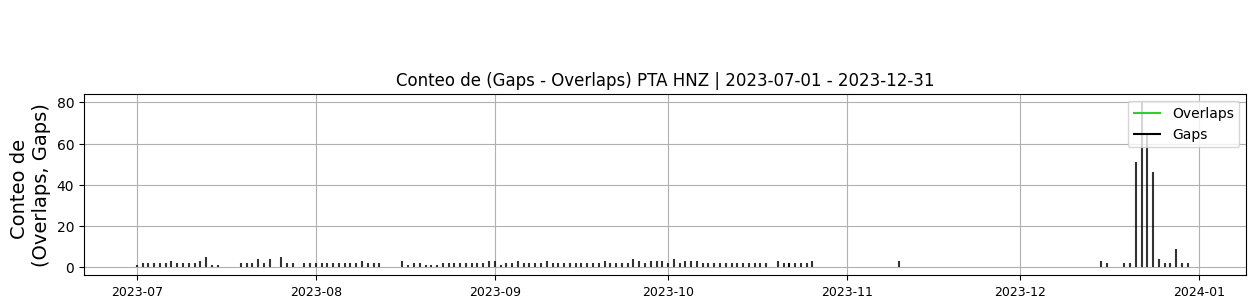 Conteo de (Gaps - Overlaps) PTA HNZ | 2023-07-01 - 2023-12-31
Conteo de
(Overlaps, Gaps)
80
60
40
20
0
Overlaps
Gaps
2023-07
2023-08
2023-09
2023-10
2023-11
2023-12
2024-01